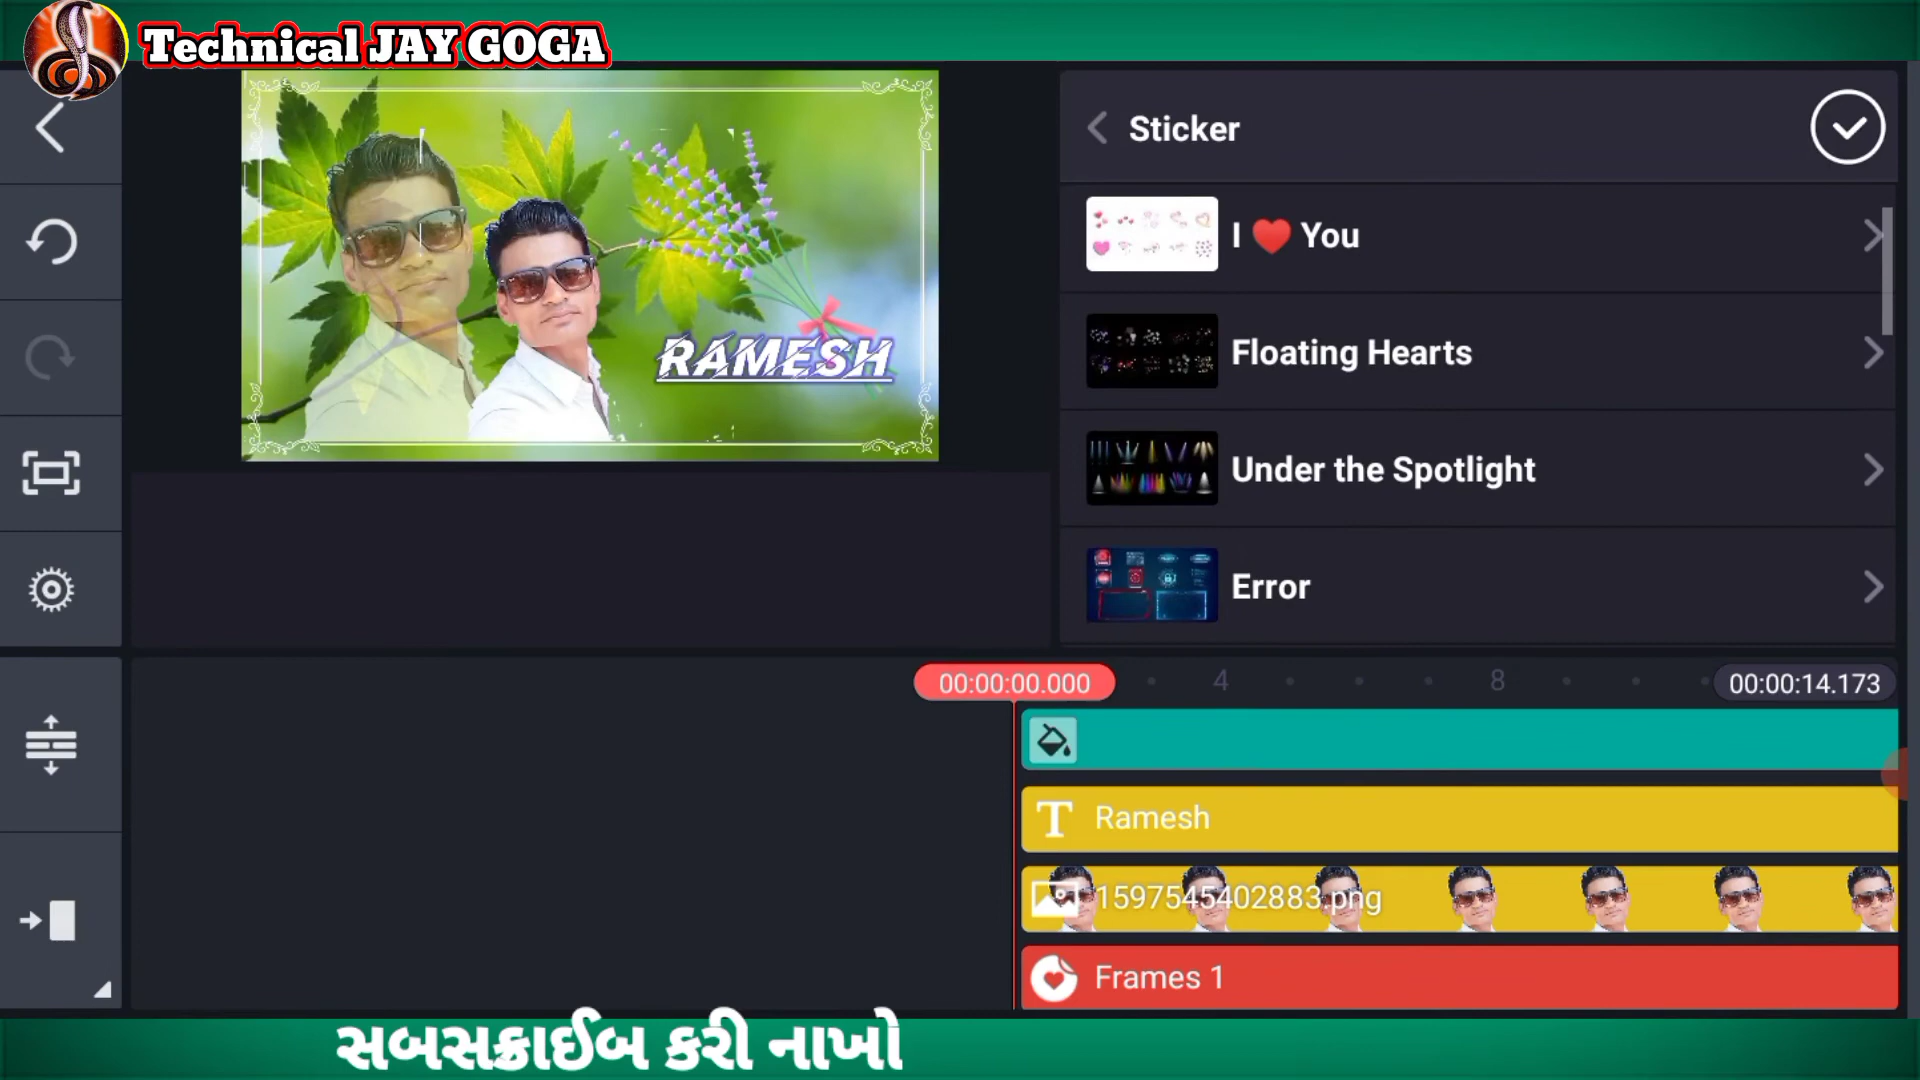 Technical JAY GOGA
Sticker
I ❤ You
Floating Hearts
Under the Spotlight
Error
RAMESH
00:00:00.000
4
8
00:00:14.173
Ramesh
1597545402883.png
Frames 1
સબસક્રાઈબ કરી નાખો